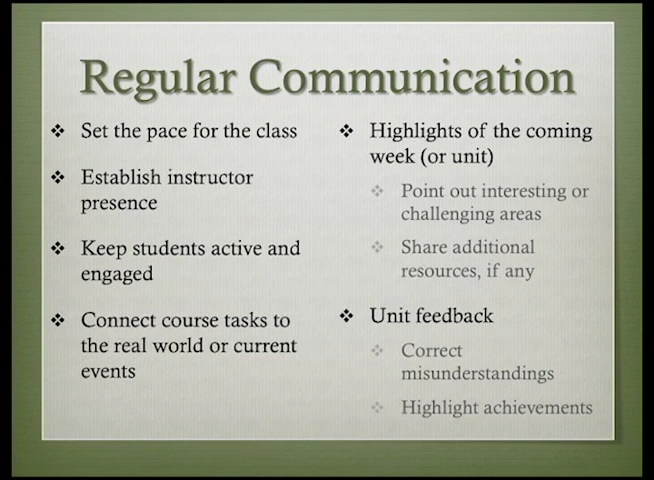 Regular Communication
❖ Set the pace for the class
❖ Establish instructor
presence
❖ Keep students active and
engaged
❖ Connect course tasks to
the real world or current
events
❖ Highlights of the coming
week (or unit)
❖ Point out interesting or
challenging areas
❖ Share additional
resources, if any
❖ Unit feedback
❖ Correct
misunderstandings
❖ Highlight achievements